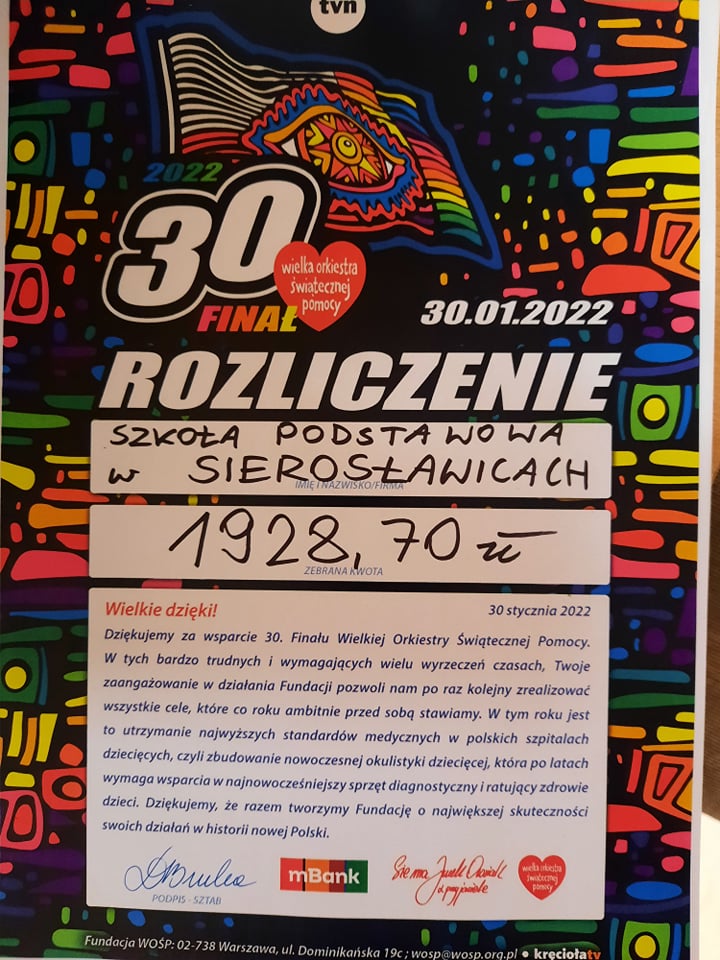 tvn
2022
30
FINAŁ
wielka orkiestra
świątecznej
pomocy
30.01.2022
ROZLICZENIE
SZKOŁA PODSTAWOWA
w SIEROSŁAWICACH
IMIĘ I NAZWISKO/FIRMA
1928,70 zł
ZEBRANA KWOTA
Wielkie dzięki! 30 stycznia 2022
Dziękujemy za wsparcie 30. Finału Wielkiej Orkiestry Świątecznej Pomocy.
W tych bardzo trudnych i wymagających wielu wyrzeczeń czasach, Twoje
zaangażowanie w działania Fundacji pozwoli nam po raz kolejny zrealizować
wszystkie cele, które co roku ambitnie przed sobą stawiamy. W tym roku jest
to utrzymanie najwyższych standardów medycznych w polskich szpitalach
dziecięcych, czyli zbudowanie nowoczesnej okulistyki dziecięcej, która po latach
wymaga wsparcia w najnowocześniejszy sprzęt diagnostyczny i ratujący zdrowie
dzieci. Dziękujemy, że razem tworzymy Fundację o największej skuteczności
swoich działań w historii nowej Polski.
PODPIS - SZTAB
mBank
Siema Jurek Owsiak
z przyjaciółmi
wielka orkiestra
świątecznej
pomocy
Fundacja WOŚP: 02-738 Warszawa, ul. Dominikańska 19c ; wosp@wosp.org.pl • kręciołatv